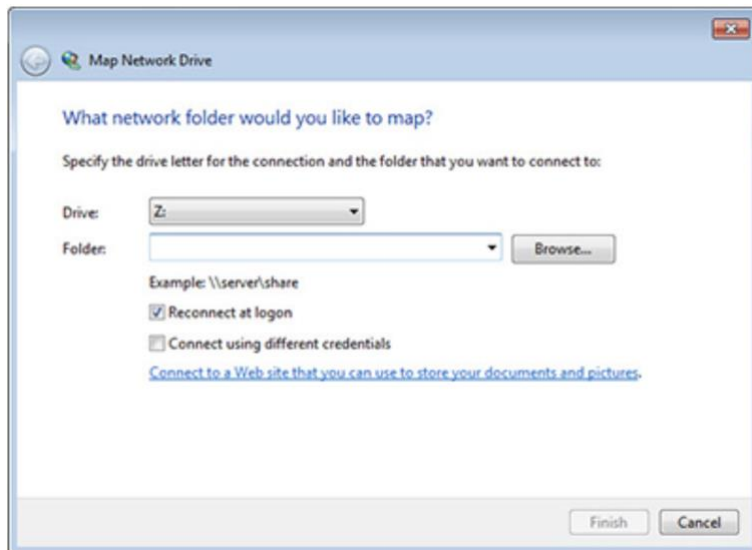 Map Network Drive
What network folder would you like to map?
Specify the drive letter for the connection and the folder that you want to connect to:
Drive: Z:
Folder: Browse...
Example: \\server\share
Reconnect at logon
Connect using different credentials
Connect to a Web site that you can use to store your documents and pictures.
Finish Cancel